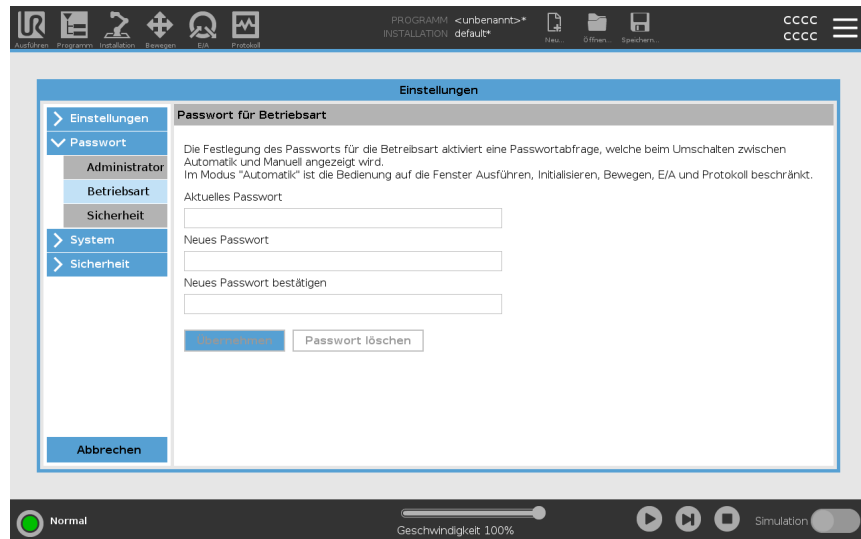 PROGRAMM <unbenannt>*
INSTALLATION default*
CCCC
CCCC
Ausführen Programm Installation Bewegen E/A Protokoll
Neu... Öffnen... Speichern...
Einstellungen
Einstellungen
Passwort
Administrator
Betriebsart
Sicherheit
System
Sicherheit
Abbrechen
Passwort für Betriebsart
Die Festlegung des Passworts für die Betreibsart aktiviert eine Passwortabfrage, welche beim Umschalten zwischen
Automatik und Manuell angezeigt wird.
Im Modus "Automatik" ist die Bedienung auf die Fenster Ausführen, Initialisieren, Bewegen, E/A und Protokoll beschränkt.
Aktuelles Passwort
Neues Passwort
Neues Passwort bestätigen
Übernehmen Passwort löschen
Normal
Geschwindigkeit 100%
Simulation